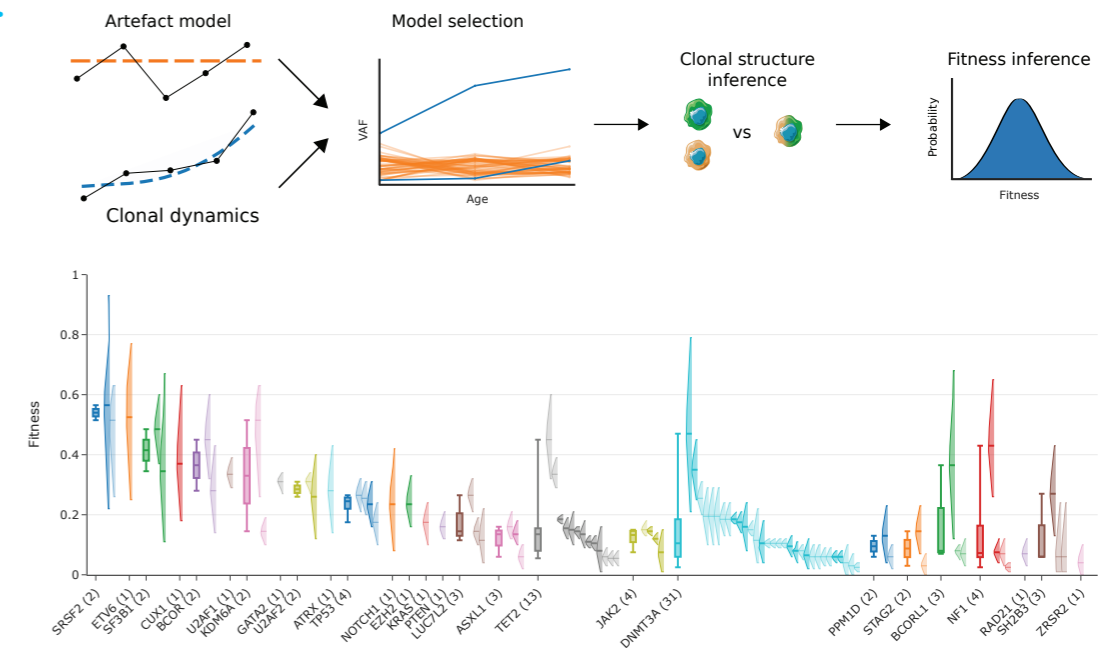 Artefact model
Model selection
Clonal structure
inference
Fitness inference
VAF
vs
Probability
Age
Fitness
Clonal dynamics
1
0.8
0.6
0.4
0.2
0
Fitness
SRSF2 (2)
ETV6 (1)
SF3B1 (2)
CUX1 (1)
BCOR (2)
U2AF1 (1)
KDM6A (2)
GATA2 (1)
U2AF2 (2)
ATRX (1)
TP53 (4)
NOTCH1 (1)
EZH2 (1)
KRAS (1)
PTEN (1)
LUC7L2 (3)
ASXL1 (3)
TET2 (13)
JAK2 (4)
DNMT3A (31)
PPM1D (2)
STAG2 (2)
BCORL1 (3)
NF1 (4)
RAD21 (1)
SH2B3 (3)
ZRSR2 (1)